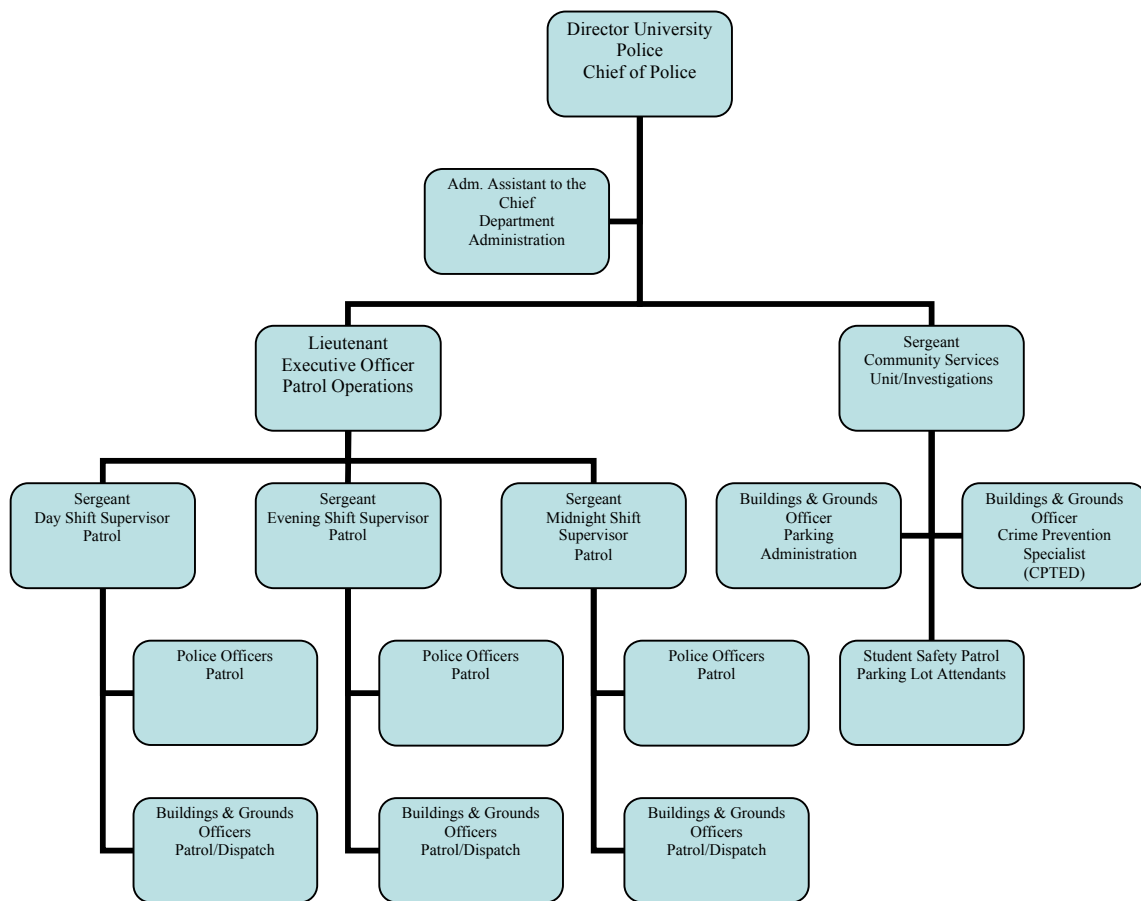 Director University
Police
Chief of Police
Adm. Assistant to the
Chief
Department
Administration
Lieutenant
Executive Officer
Patrol Operations
Sergeant
Community Services
Unit/Investigations
Sergeant
Day Shift Supervisor
Patrol
Sergeant
Evening Shift Supervisor
Patrol
Sergeant
Midnight Shift
Supervisor
Patrol
Buildings & Grounds
Officer
Parking
Administration
Buildings & Grounds
Officer
Crime Prevention
Specialist
(CPTED)
Police Officers
Patrol
Police Officers
Patrol
Police Officers
Patrol
Student Safety Patrol
Parking Lot Attendants
Buildings & Grounds
Officers
Patrol/Dispatch
Buildings & Grounds
Officers
Patrol/Dispatch
Buildings & Grounds
Officers
Patrol/Dispatch